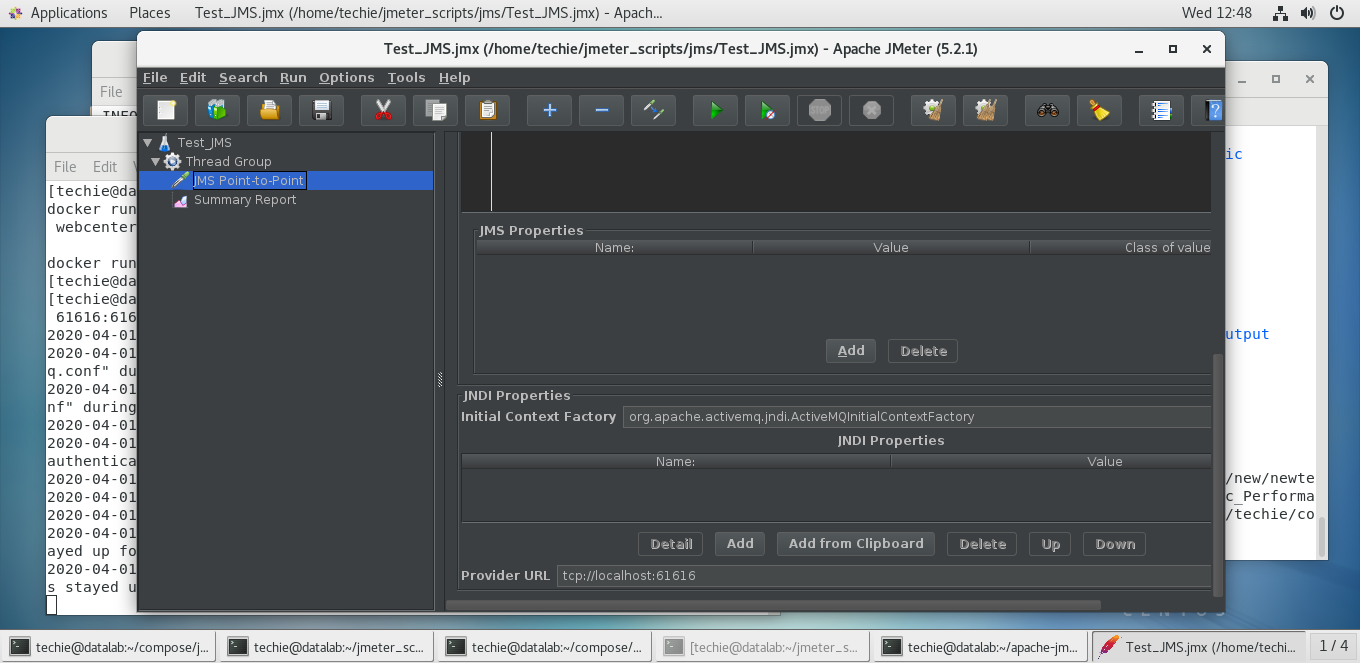 Applications Places Test_JMS.jmx (/home/techie/jmeter_scripts/jms/Test_JMS.jmx) - Apach... Wed 12:48
Test_JMS.jmx (/home/techie/jmeter_scripts/jms/Test_JMS.jmx) - Apache JMeter (5.2.1)
File Edit Search Run Options Tools Help
File
File Edit
STOP
?
Test_JMS
Thread Group
JMS Point-to-Point
Summary Report
[techie@da
docker run
webcenter
docker run
[techie@da
[techie@da
61616:616
2020-04-01
2020-04-01
q.conf" du
2020-04-01
nf" during
2020-04-01
2020-04-01
authentica
2020-04-01
2020-04-01
2020-04-01
2020-04-01
ayed up fo
2020-04-01
s stayed u
JMS Properties
Name: Value Class of value
Add Delete
JNDI Properties
Initial Context Factory org.apache.activemq.jndi.ActiveMQInitialContextFactory
JNDI Properties
Name: Value
Detail Add Add from Clipboard Delete Up Down
Provider URL tcp://localhost:61616
ic
utput
/new/newte
c_Performa
/techie/co
techie@datalab:~/compose/j... techie@datalab:~/jmeter_sc... techie@datalab:~/compose/... [techie@datalab:~/jmeter_s... techie@datalab:~/apache-jm... Test_JMS.jmx (/home/techi... 1 / 4